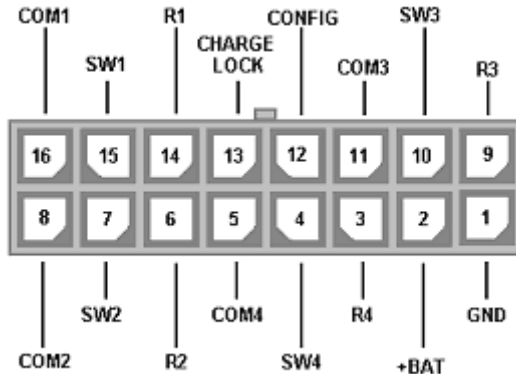 COM1 R1 CONFIG SW3
SW1 CHARGE LOCK COM3 R3
16 15 14 13 12 11 10 9
8 7 6 5 4 3 2 1
SW2 COM4 R4 GND
COM2 R2 SW4 +BAT